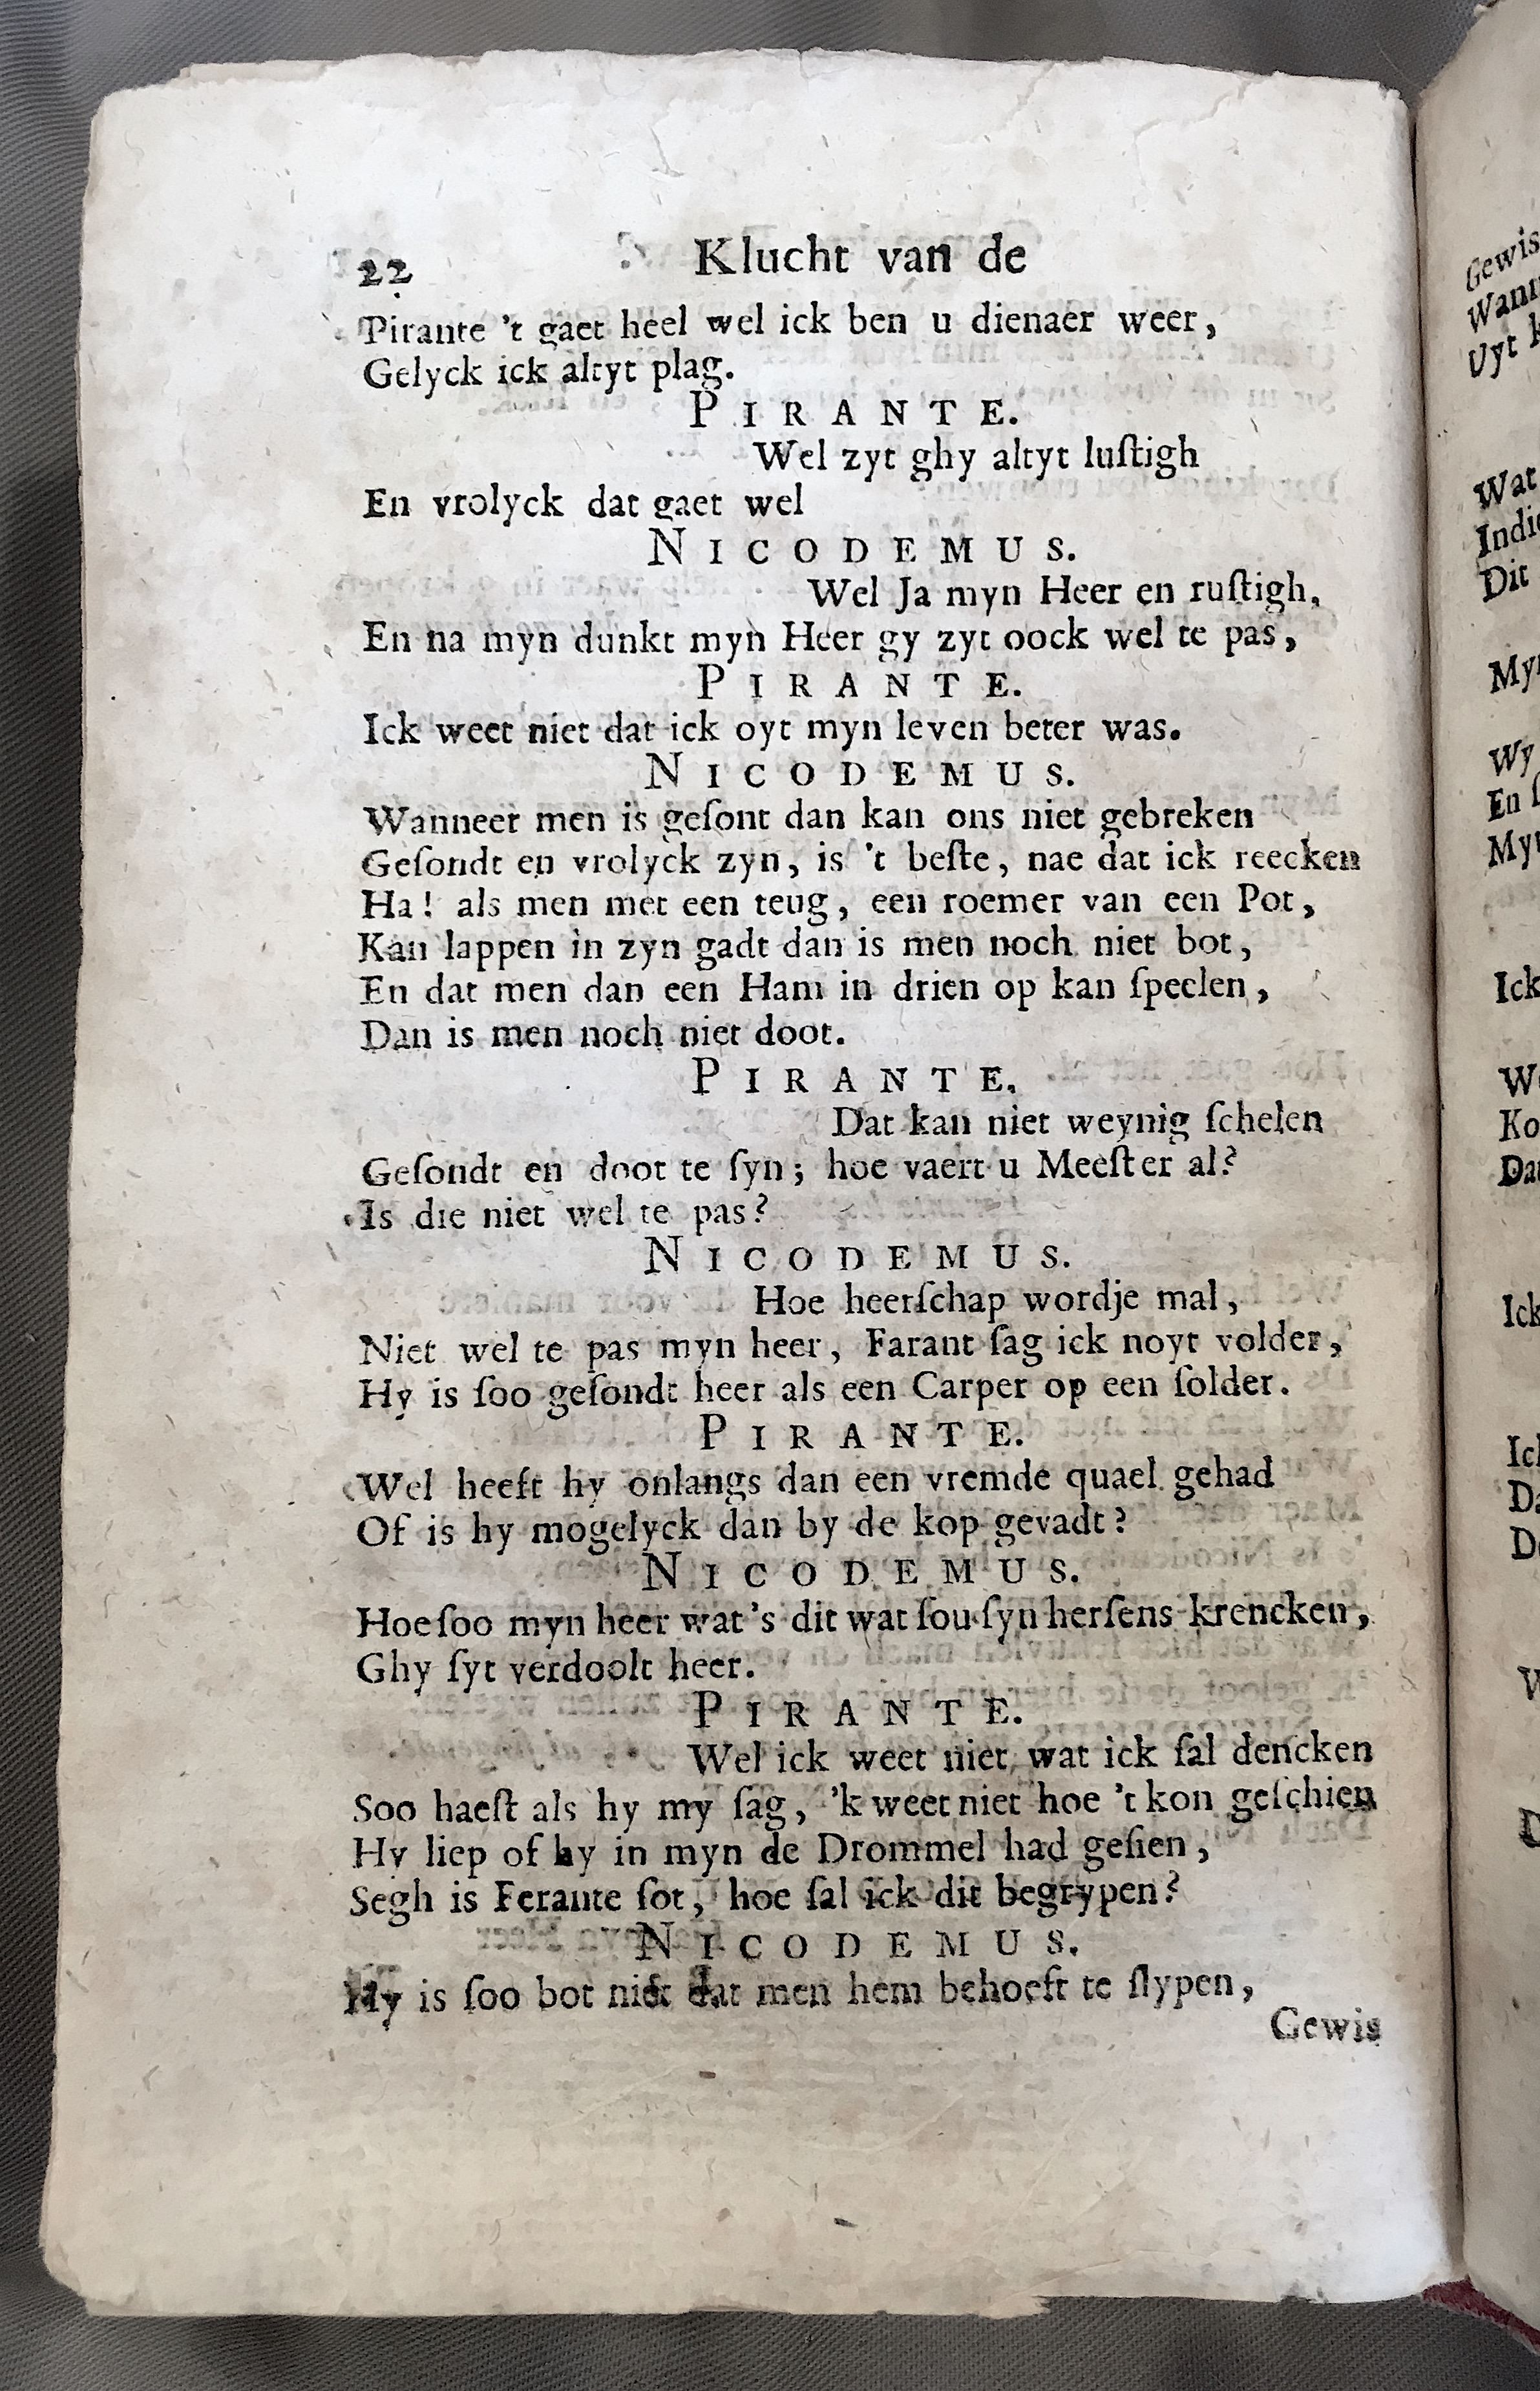 22 Klucht van de
Pirante 't gaet heel wel ick ben u dienaer weer,
Gelyck ick altyt plag.
PIRANTE.
Wel zyt ghy altyt luſtigh
En vrolyck dat gaet wel
NICODEMUS.
Wel Ja myn Heer en ruſtigh,
En na myn dunkt myn Heer gy zyt oock wel te pas,
PIRANTE.
Ick weet niet dat ick oyt myn leven beter was.
NICODEMUS.
Wanneer men is geſont dan kan ons niet gebreken
Geſondt en vrolyck zyn, is 't beſte, nae dat ick reecken
Ha! als men met een teug, een roemer van een Pot,
Kan lappen in zyn gadt dan is men noch niet bot,
En dat men dan een Ham in drien op kan ſpeelen,
Dan is men noch niet doot.
PIRANTE.
Dat kan niet weynig ſchelen
Geſondt en doot te ſyn; hoe vaert u Meeſter al?
Is die niet wel te pas?
NICODEMUS.
Hoe heerſchap wordje mal,
Niet wel te pas myn heer, Farant ſag ick noyt volder,
Hy is ſoo geſondt heer als een Carper op een ſolder.
PIRANTE.
Wel heeft hy onlangs dan een vremde quael gehad
Of is hy mogelyck dan by de kop gevadt?
NICODEMUS.
Hoe ſoo myn heer wat's dit wat ſou ſyn herſens krencken,
Ghy ſyt verdoolt heer.
PIRANTE.
Wel ick weet niet wat ick ſal dencken
Soo haeſt als hy my ſag, 'k weet niet hoe 't kon geſchien
Hy liep of hy in myn de Drommel had geſien,
Segh is Ferante ſot, hoe ſal ick dit begrypen?
NICODEMUS.
Hy is ſoo bot niet dat men hem behoeft te ſlypen,
Gewis